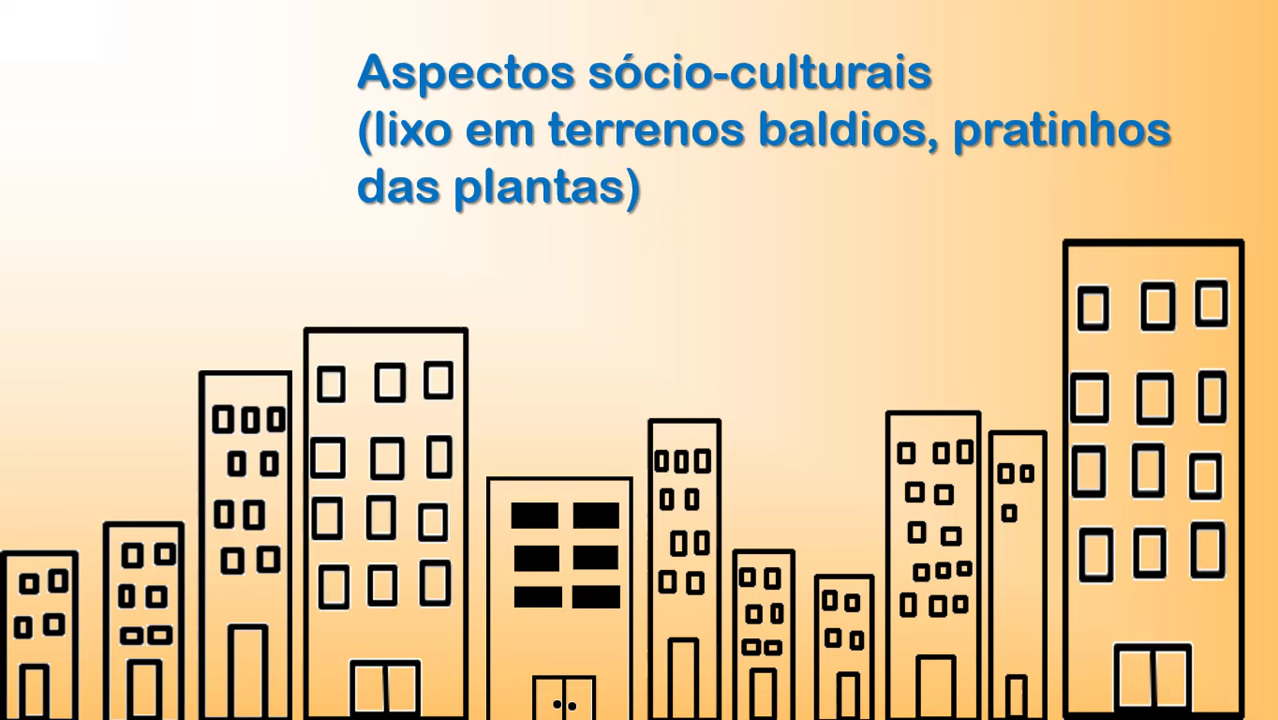 Aspectos sócio-culturais
(lixo em terrenos baldios, pratinhos
das plantas)